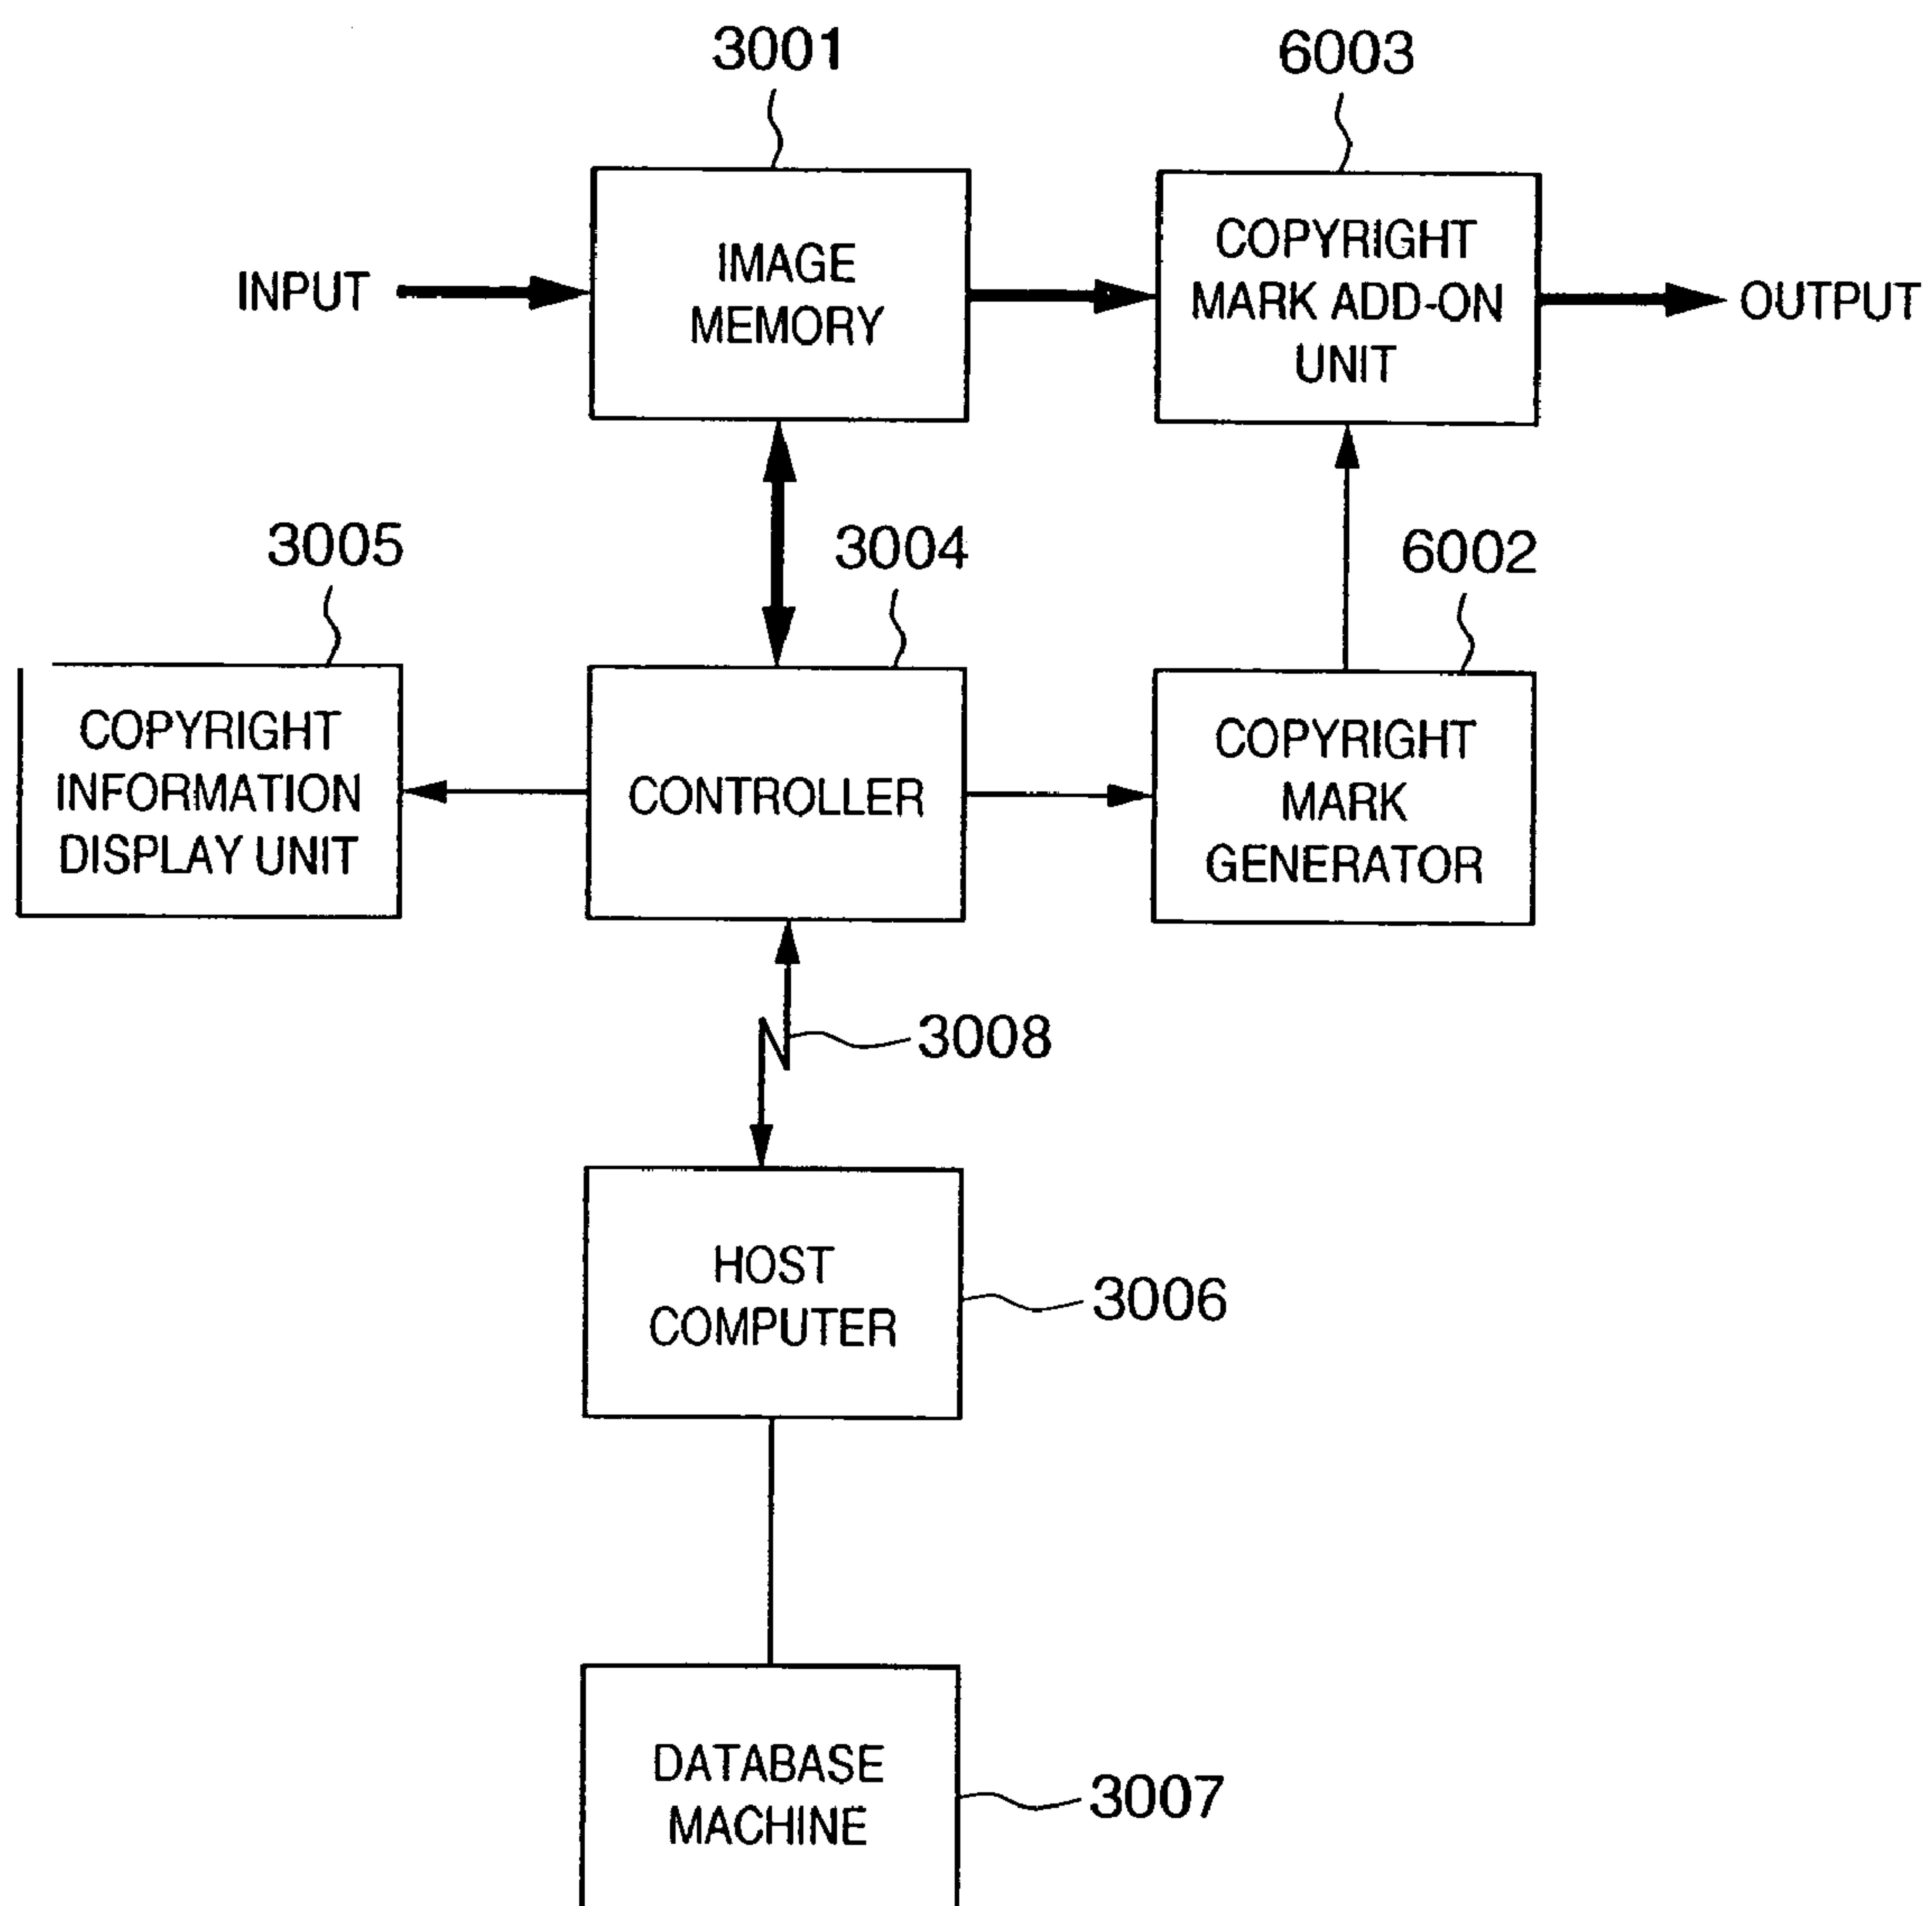 3001
6003
INPUT
IMAGE
MEMORY
COPYRIGHT
MARK ADD-ON
UNIT
OUTPUT
3005
3004
6002
COPYRIGHT
INFORMATION
DISPLAY UNIT
CONTROLLER
COPYRIGHT
MARK
GENERATOR
3008
HOST
COMPUTER
3006
DATABASE
MACHINE
3007